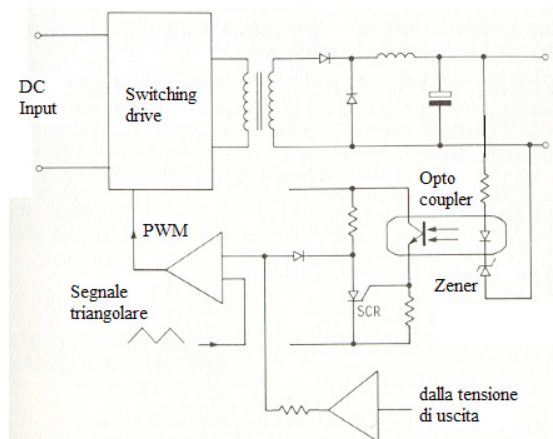 DC
Input
Switching
drive
Opto
coupler
PWM
Zener
Segnale
triangolare
SCR
dalla tensione
di uscita